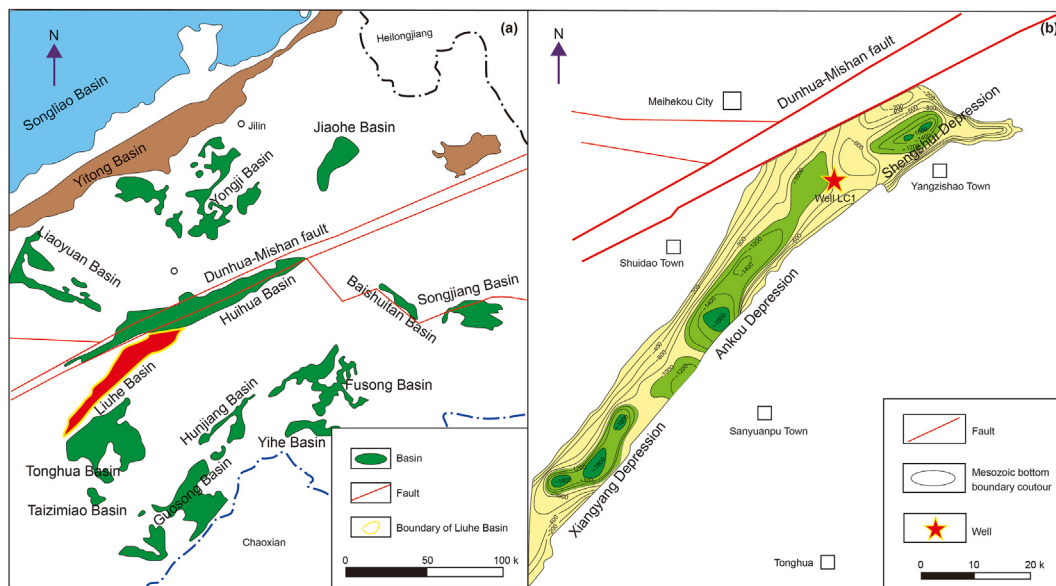 (a)
N
Heilongjiang
Songliao Basin
Yitong Basin
Jilin
Jiaohe Basin
Yongji Basin
Liaoyuan Basin
Dunhua-Mishan fault
Huihua Basin
Baishuitan Basin
Songjiang Basin
Liuhe Basin
Fusong Basin
Hunjiang Basin
Yihe Basin
Tonghua Basin
Guosong Basin
Taizimiao Basin
Chaoxian
Basin
Fault
Boundary of Liuhe Basin
0 50 100 k
(b)
N
Dunhua-Mishan fault
Meihekou City
Shengshui Depression
Yangzishao Town
Well LC1
Shuidao Town
Ankou Depression
Sanyuanpu Town
Xiangyang Depression
Tonghua
Fault
Mesozoic bottom
boundary coutour
Well
0 10 20 k